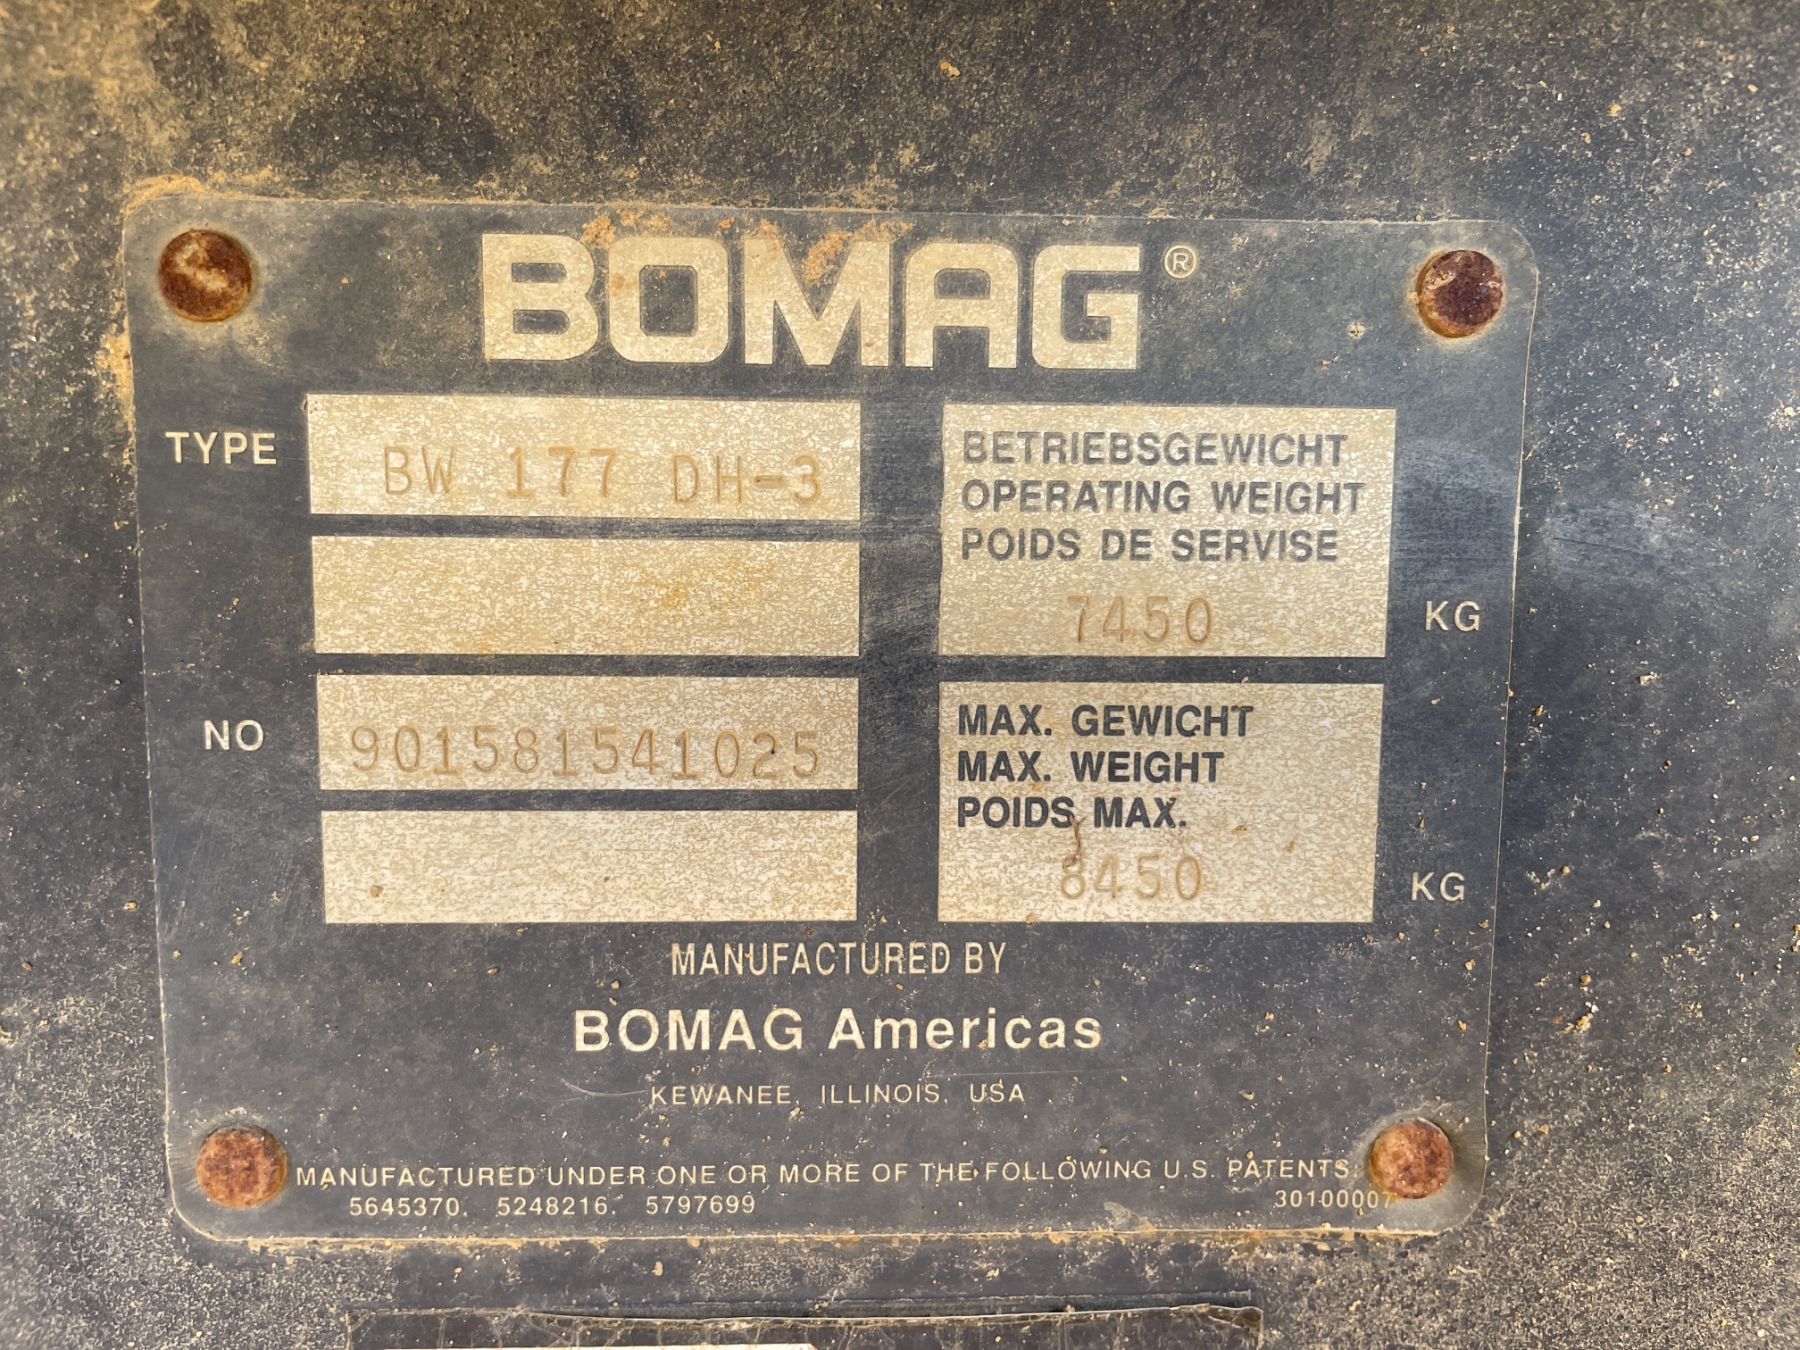 BOMAG®
TYPE BW 177 DH-3
BETRIEBSGEWICHT
OPERATING WEIGHT
POIDS DE SERVISE
7450 KG
NO 901581541025
MAX. GEWICHT
MAX. WEIGHT
POIDS MAX.
8450 KG
MANUFACTURED BY
BOMAG Americas
KEWANEE, ILLINOIS, USA
MANUFACTURED UNDER ONE OR MORE OF THE FOLLOWING U.S. PATENTS
5645370, 5248216, 5797699 30100007